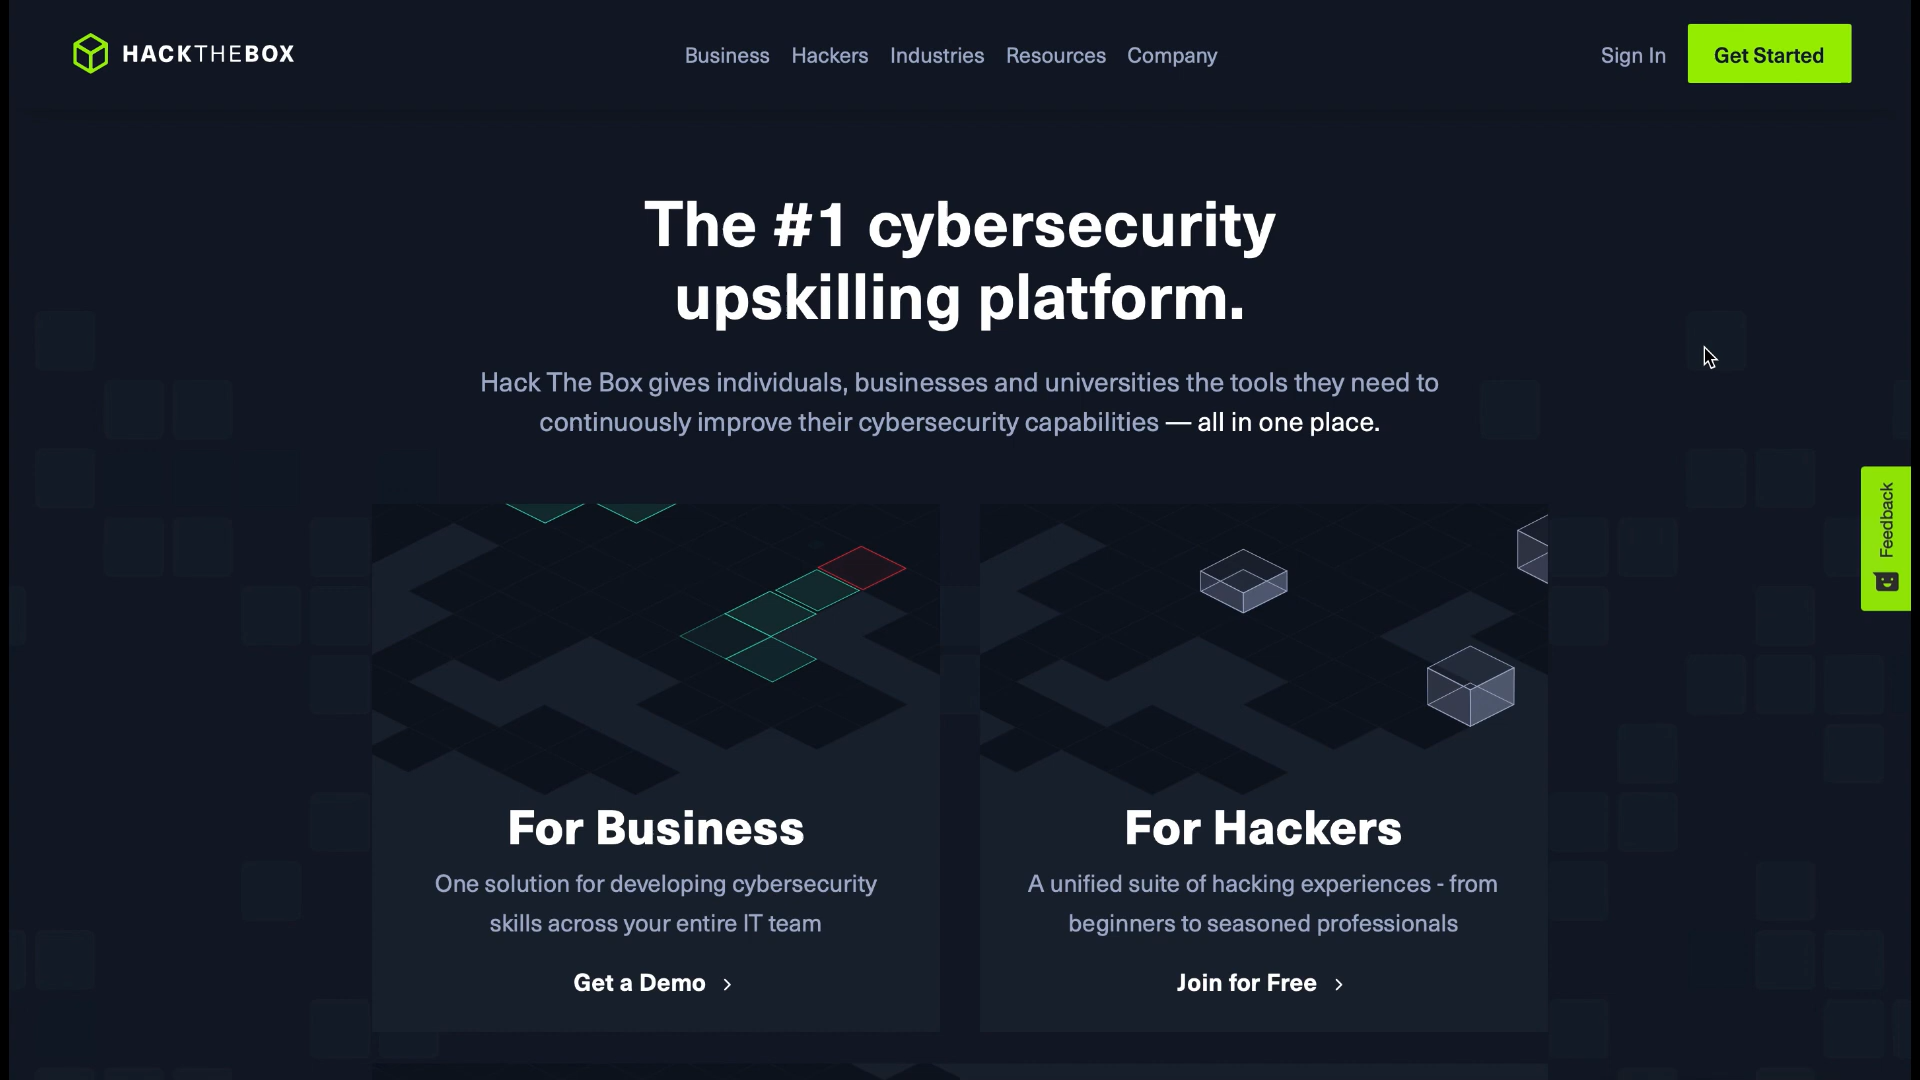 HACKTHEBOX
Business Hackers Industries Resources Company
Sign In Get Started
The #1 cybersecurity
upskilling platform.
Hack The Box gives individuals, businesses and universities the tools they need to
continuously improve their cybersecurity capabilities — all in one place.
Feedback
For Business
One solution for developing cybersecurity
skills across your entire IT team
Get a Demo
For Hackers
A unified suite of hacking experiences - from
beginners to seasoned professionals
Join for Free